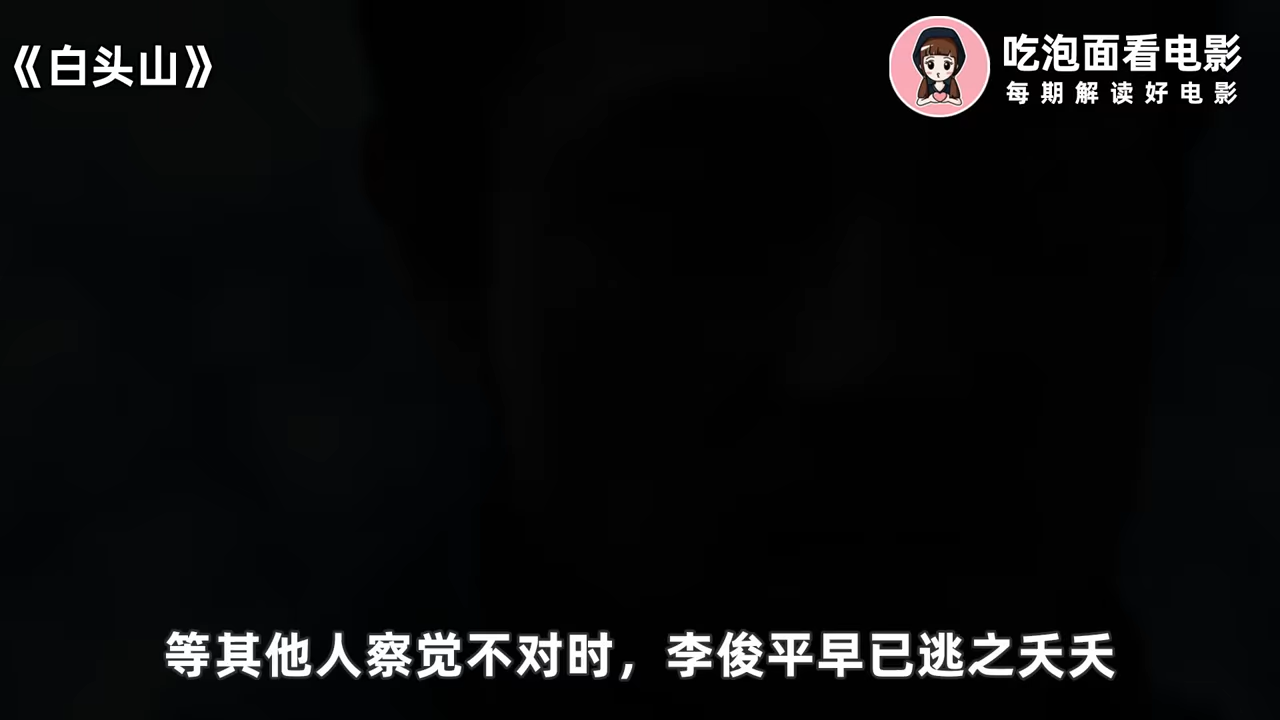 《白头山》
吃泡面看电影
每期解读好电影
等其他人察觉不对时，李俊平早已逃之夭夭